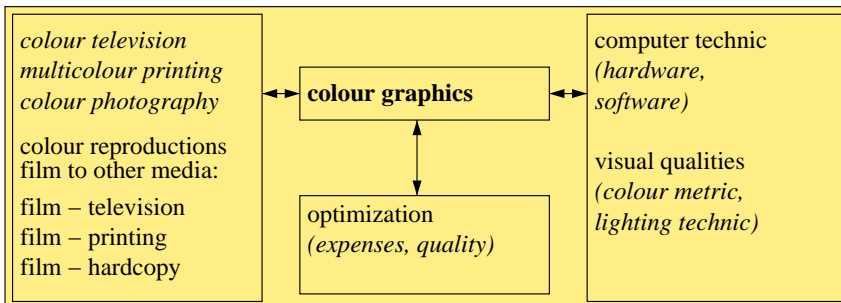 colour television
multicolour printing
colour photography
colour reproductions
film to other media:
film – television
film – printing
film – hardcopy
colour graphics
optimization
(expenses, quality)
computer technic
(hardware,
software)
visual qualities
(colour metric,
lighting technic)